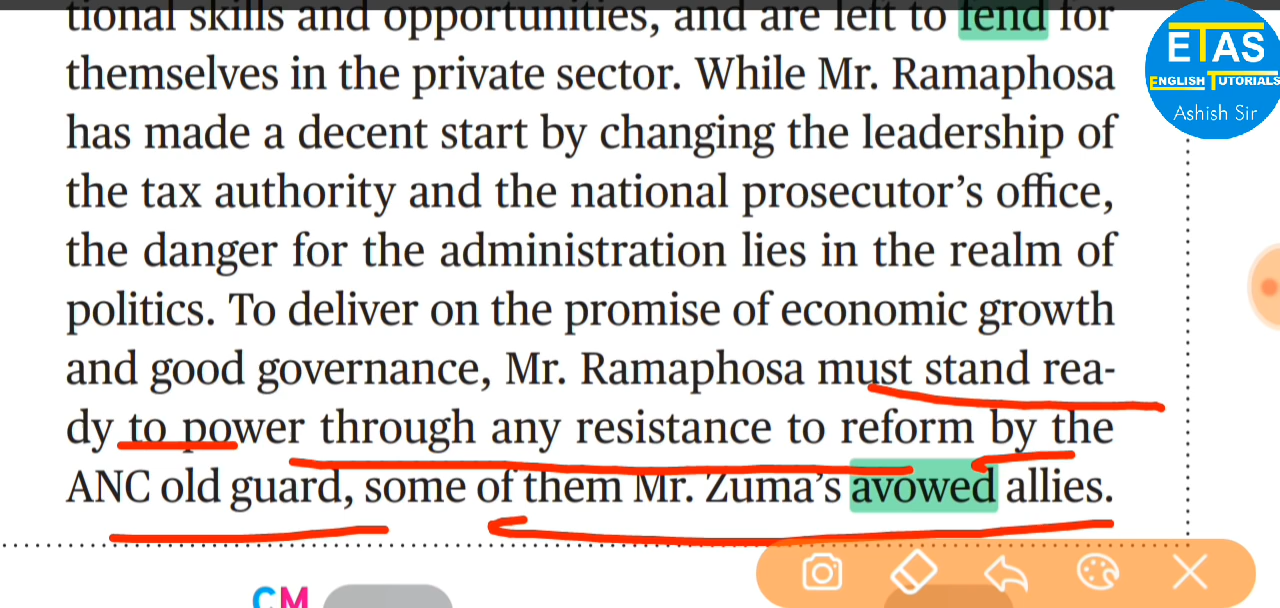 tional skills and opportunities, and are left to fend for
themselves in the private sector. While Mr. Ramaphosa
has made a decent start by changing the leadership of
the tax authority and the national prosecutor’s office,
the danger for the administration lies in the realm of
politics. To deliver on the promise of economic growth
and good governance, Mr. Ramaphosa must stand rea-
dy to power through any resistance to reform by the
ANC old guard, some of them Mr. Zuma’s avowed allies.
CM
ETAS
ENGLISH TUTORIALS
Ashish Sir